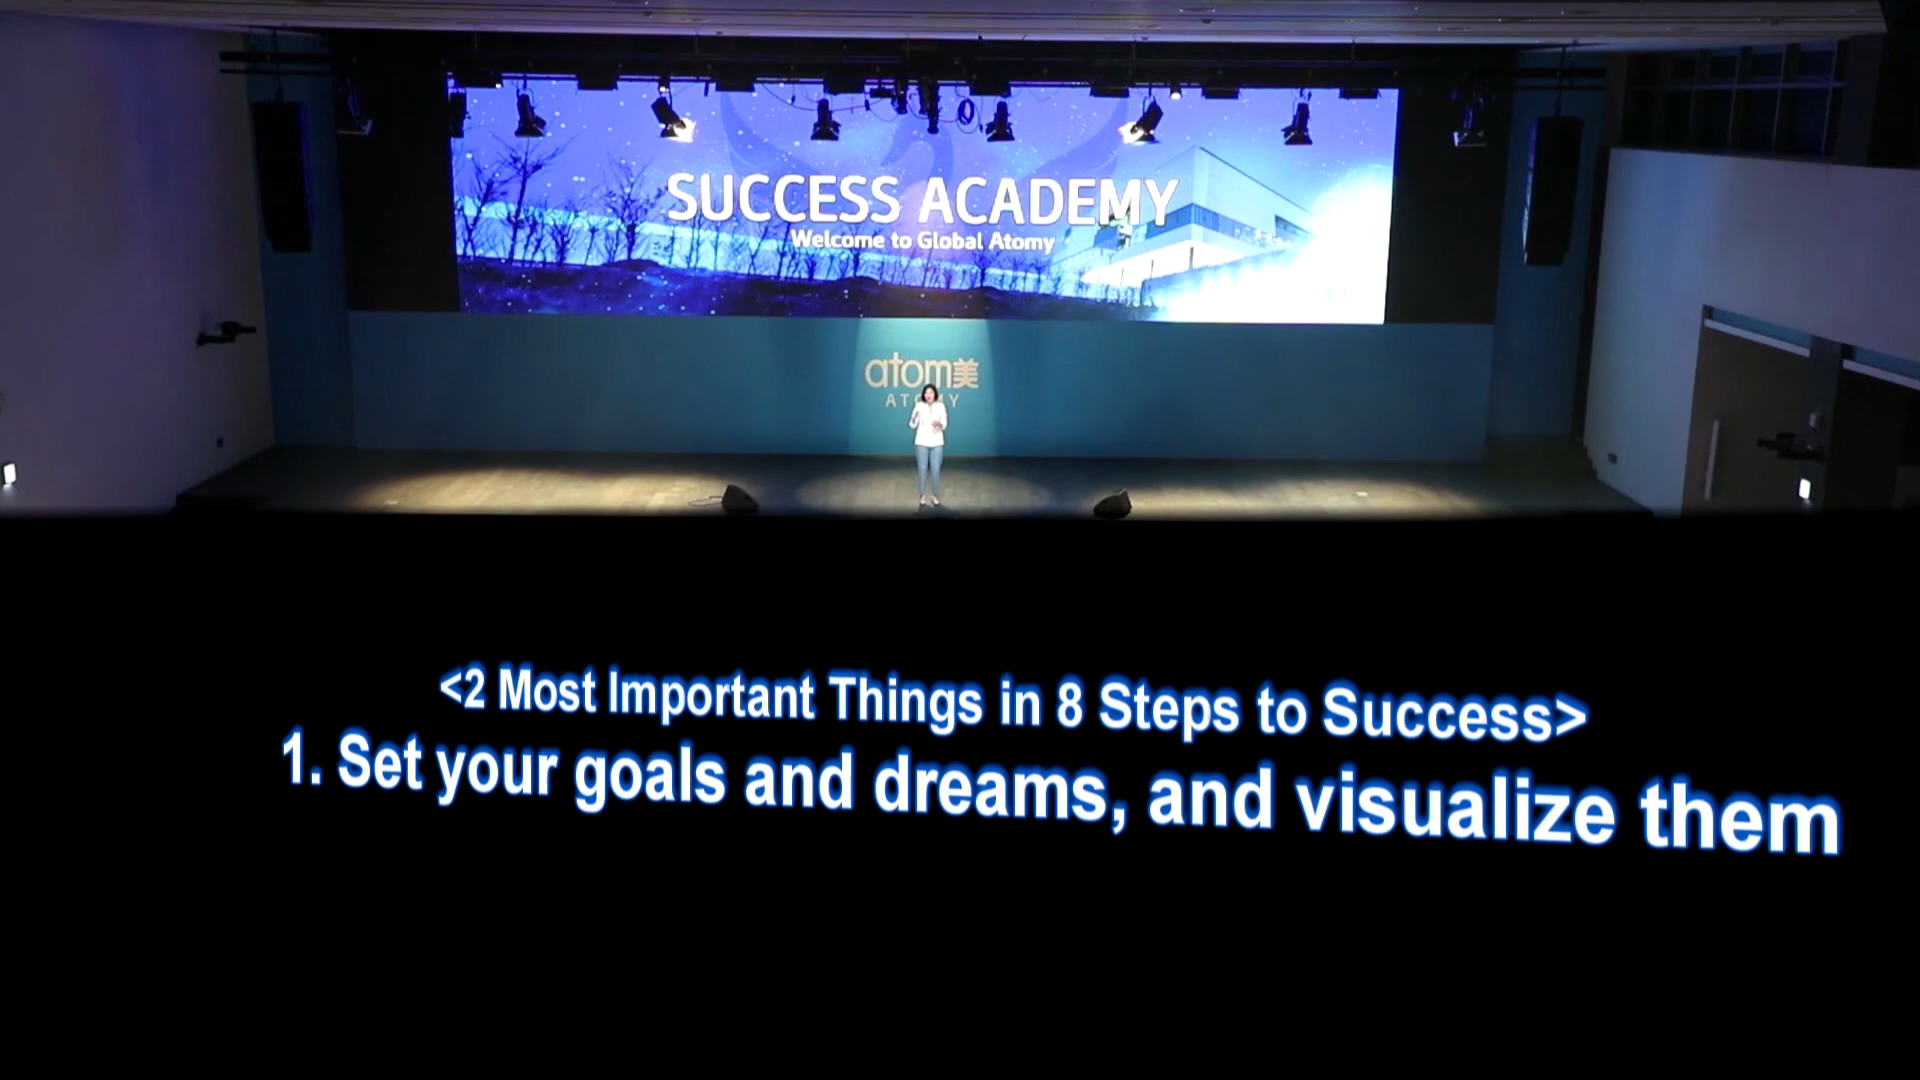 SUCCESS ACADEMY
Welcome to Global Atomy
atom美
ATOMY
<2 Most Important Things in 8 Steps to Success>
1. Set your goals and dreams, and visualize them